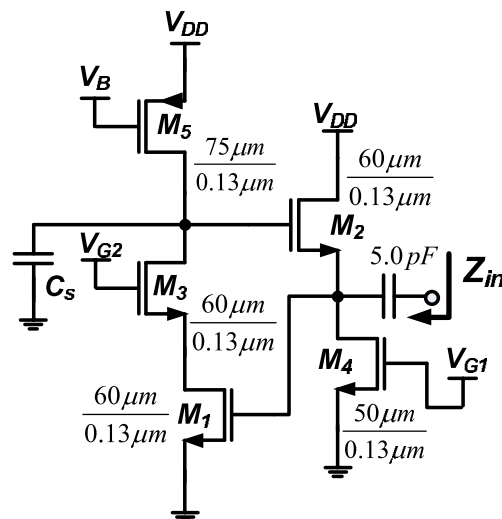 V_DD
V_B
M_5
75µm
0.13µm
V_DD
60µm
0.13µm
M_2
5.0pF
Z_in
C_s
V_G2
M_3
60µm
0.13µm
M_4
V_G1
60µm
0.13µm
M_1
50µm
0.13µm